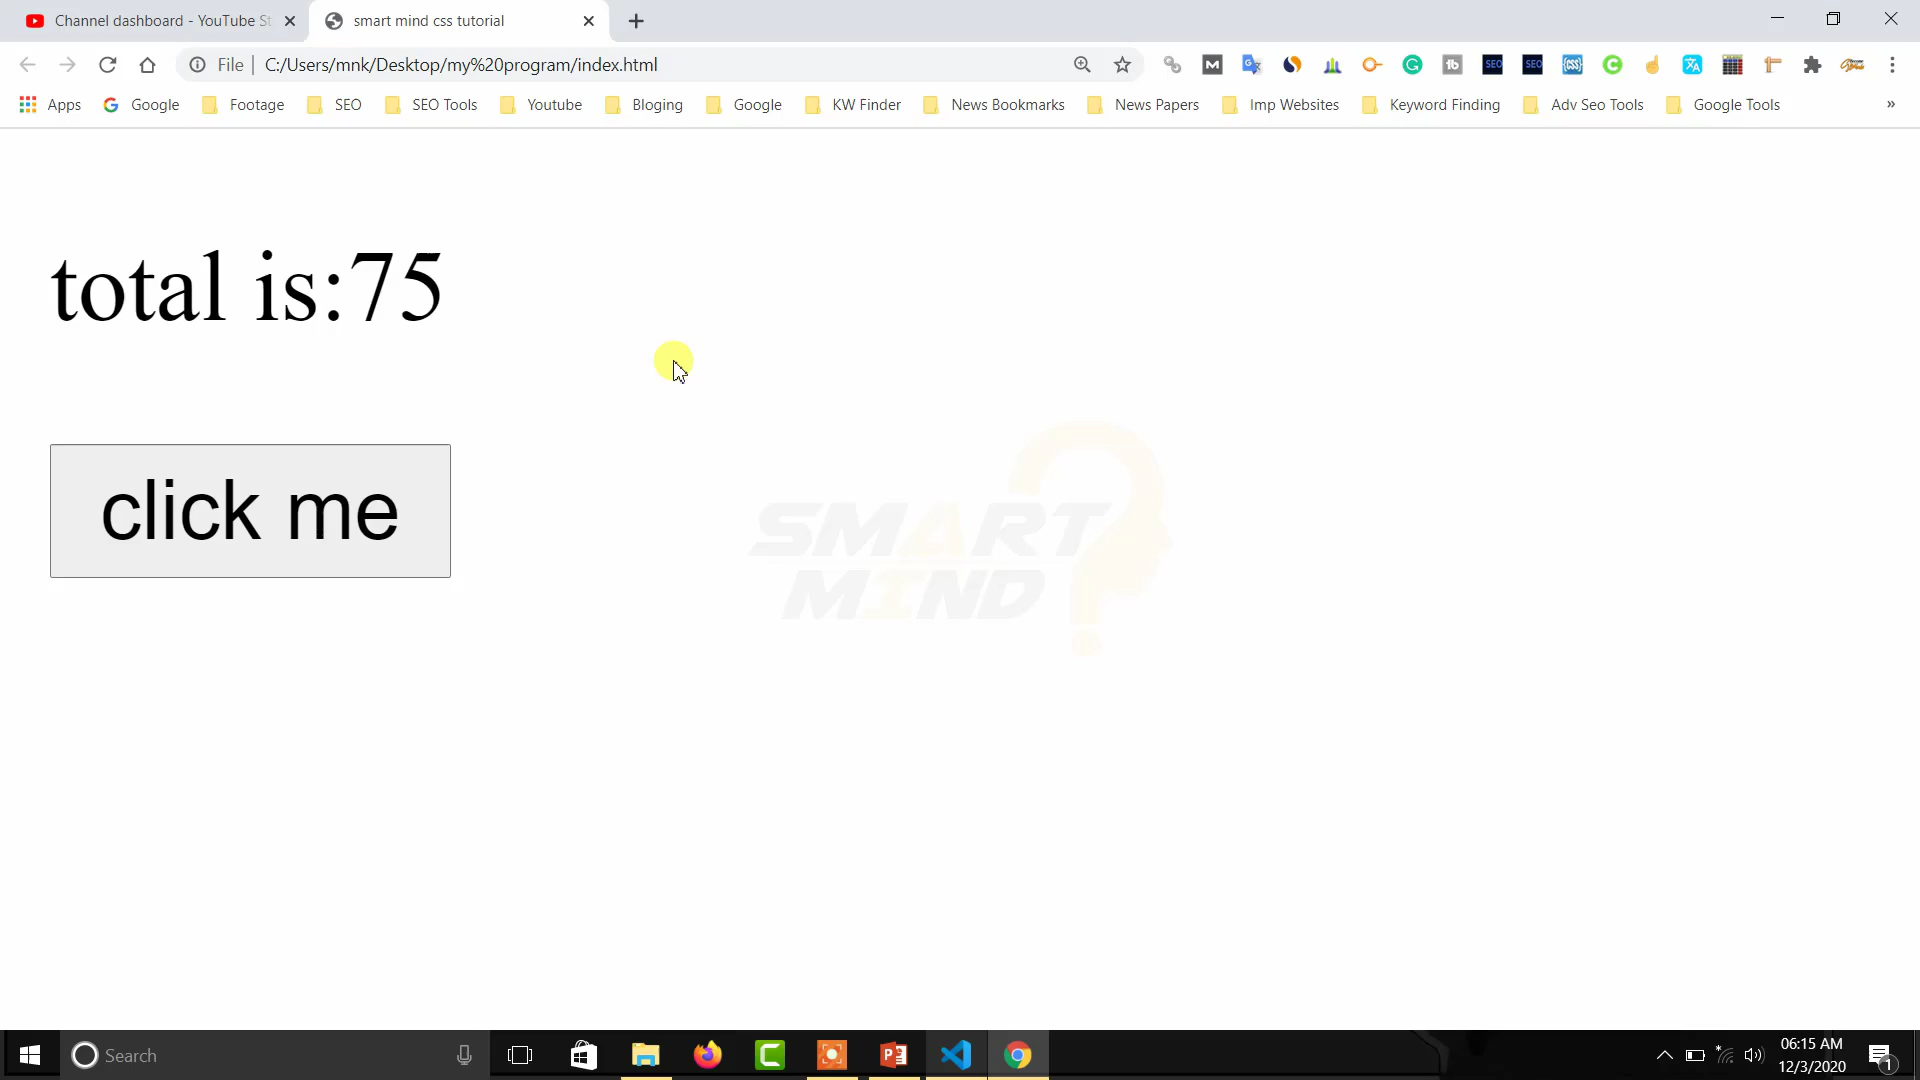 Channel dashboard - YouTube St
smart mind css tutorial
File
C:/Users/mnk/Desktop/my%20program/index.html
Apps
Google
Footage
SEO
SEO Tools
Youtube
Bloging
Google
KW Finder
News Bookmarks
News Papers
Imp Websites
Keyword Finding
Adv Seo Tools
Google Tools
»
total is:75
click me
SMART
MIND
Search
06:15 AM
12/3/2020
1